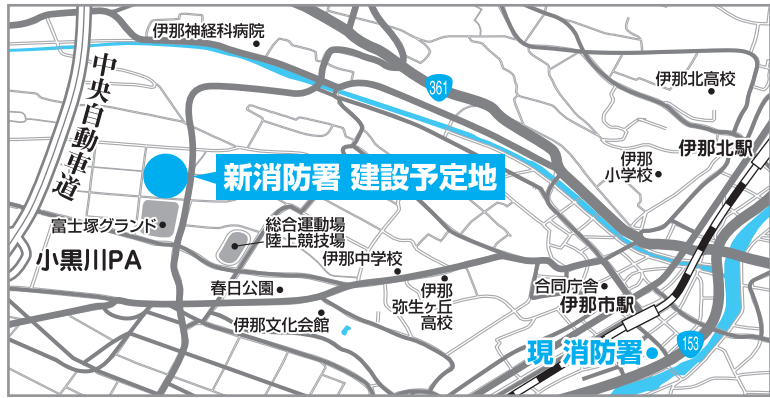 伊那神経科病院
361
伊那北高校
中央自動車道
伊那
小学校
伊那北駅
新消防署 建設予定地
富士塚グランド
総合運動場
陸上競技場
小黒川PA
伊那中学校
春日公園
伊那
弥生ヶ丘
高校
合同庁舎
伊那市駅
伊那文化会館
現 消防署
153